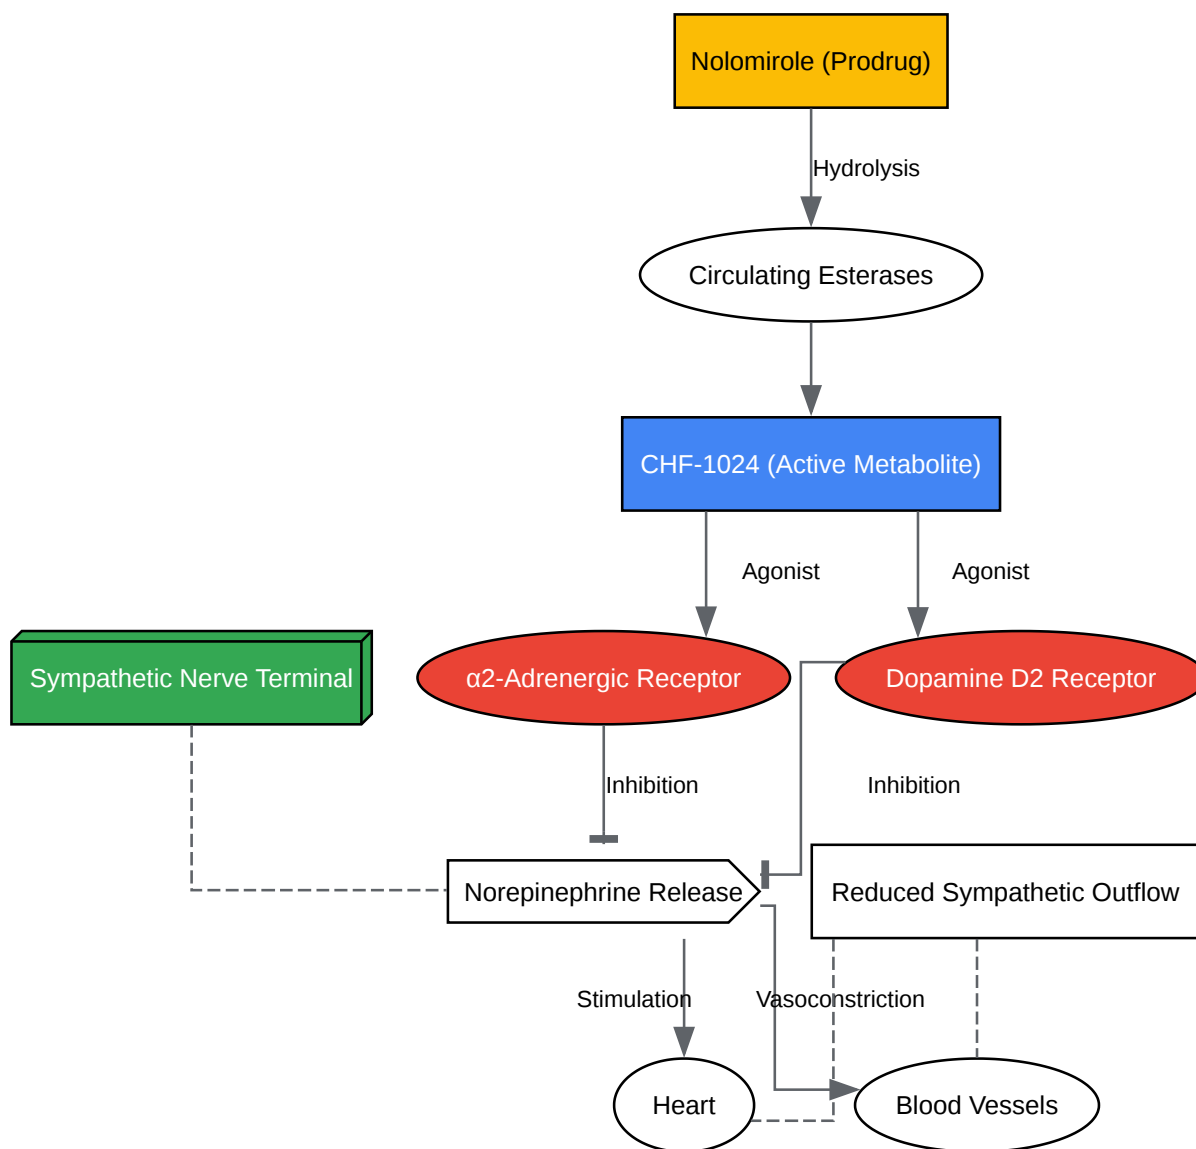 Nolomirole (Prodrug)
Hydrolysis
Circulating Esterases
CHF-1024 (Active Metabolite)
Agonist
Agonist
Sympathetic Nerve Terminal
α2-Adrenergic Receptor
Dopamine D2 Receptor
Inhibition
Inhibition
Norepinephrine Release
Reduced Sympathetic Outflow
Stimulation
Vasoconstriction
Heart
Blood Vessels